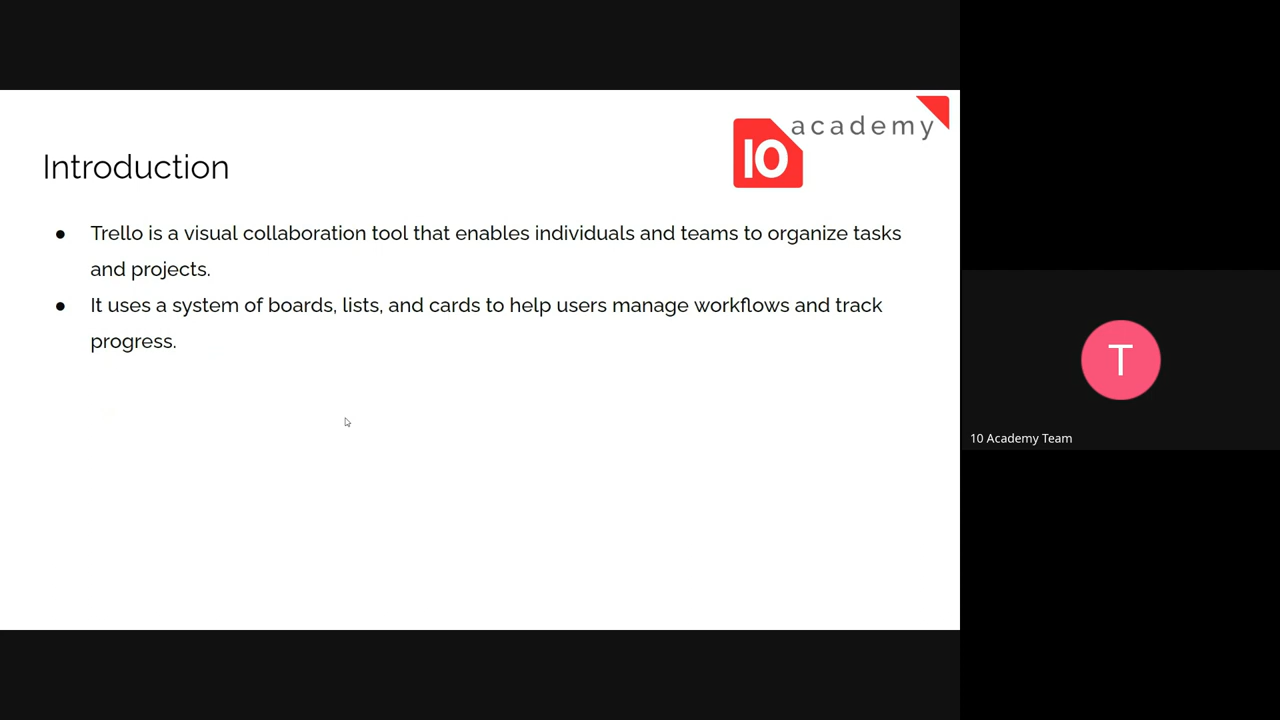 academy
10
Introduction
● Trello is a visual collaboration tool that enables individuals and teams to organize tasks
and projects.
● It uses a system of boards, lists, and cards to help users manage workflows and track
progress.
T
10 Academy Team